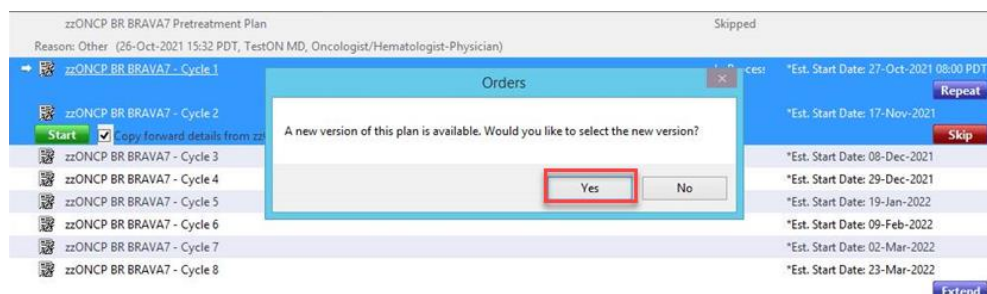 zzONCP BR BRAVA7 Pretreatment Plan Skipped
Reason: Other (26-Oct-2021 15:32 PDT, TestON MD, Oncologist/Hematologist-Physician)
zzONCP BR BRAVA7 - Cycle 1 *Est. Start Date: 27-Oct-2021 08:00 PDT
Orders
Repeat
zzONCP BR BRAVA7 - Cycle 2 *Est. Start Date: 17-Nov-2021
Start Copy forward details from Skip
A new version of this plan is available. Would you like to select the new version?
zzONCP BR BRAVA7 - Cycle 3 *Est. Start Date: 08-Dec-2021
zzONCP BR BRAVA7 - Cycle 4 *Est. Start Date: 29-Dec-2021
Yes No
zzONCP BR BRAVA7 - Cycle 5 *Est. Start Date: 19-Jan-2022
zzONCP BR BRAVA7 - Cycle 6 *Est. Start Date: 09-Feb-2022
zzONCP BR BRAVA7 - Cycle 7 *Est. Start Date: 02-Mar-2022
zzONCP BR BRAVA7 - Cycle 8 *Est. Start Date: 23-Mar-2022
Extend